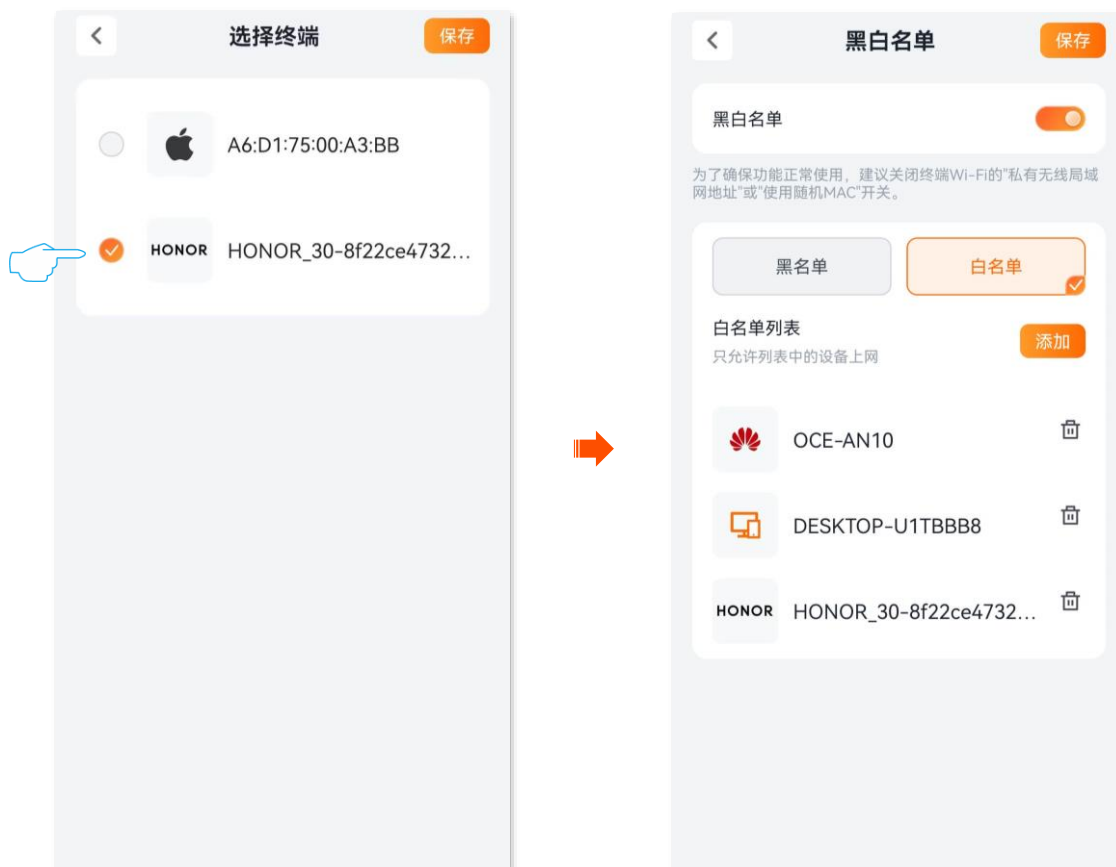 选择终端
保存
A6:D1:75:00:A3:BB
HONOR
HONOR_30-8f22ce4732...
黑白名单
保存
黑白名单
为了确保功能正常使用，建议关闭终端Wi-Fi的"私有无线局域
网地址"或"使用随机MAC"开关。
黑名单
白名单
白名单列表
添加
只允许列表中的设备上网
OCE-AN10
DESKTOP-U1TBBB8
HONOR
HONOR_30-8f22ce4732...